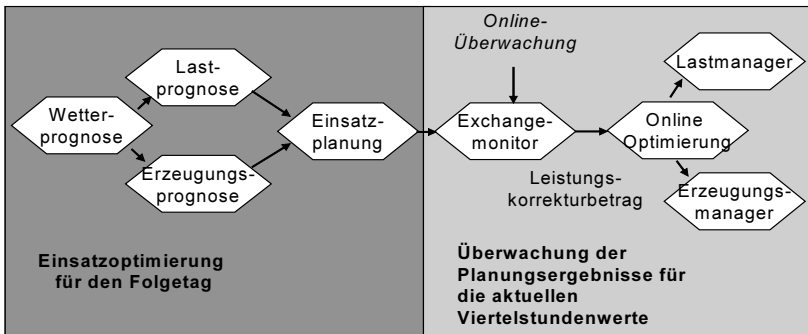 Wetter-
prognose
Last-
prognose
Erzeugungs-
prognose
Einsatz-
planung
Einsatzoptimierung
für den Folgetag
Online-
Überwachung
Exchange-
monitor
Leistungs-
korrekturbetrag
Online
Optimierung
Lastmanager
Erzeugungs-
manager
Überwachung der
Planungsergebnisse für
die aktuellen
Viertelstundenwerte